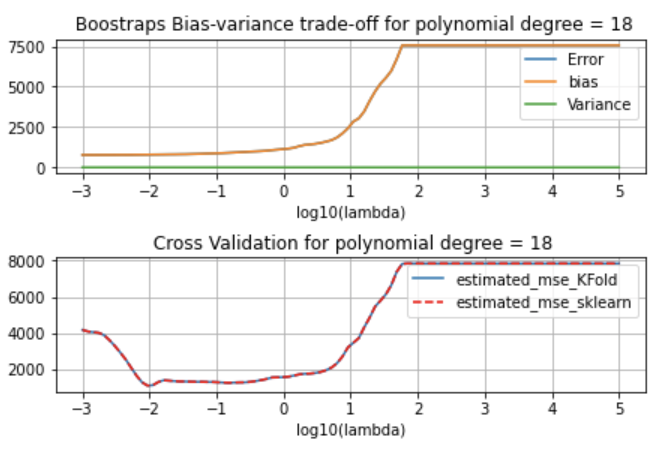 Boostraps Bias-variance trade-off for polynomial degree = 18
7500
5000
2500
0
Error
bias
Variance
−3 −2 −1 0 1 2 3 4 5
log10(lambda)
Cross Validation for polynomial degree = 18
8000
6000
4000
2000
estimated_mse_KFold
estimated_mse_sklearn
−3 −2 −1 0 1 2 3 4 5
log10(lambda)